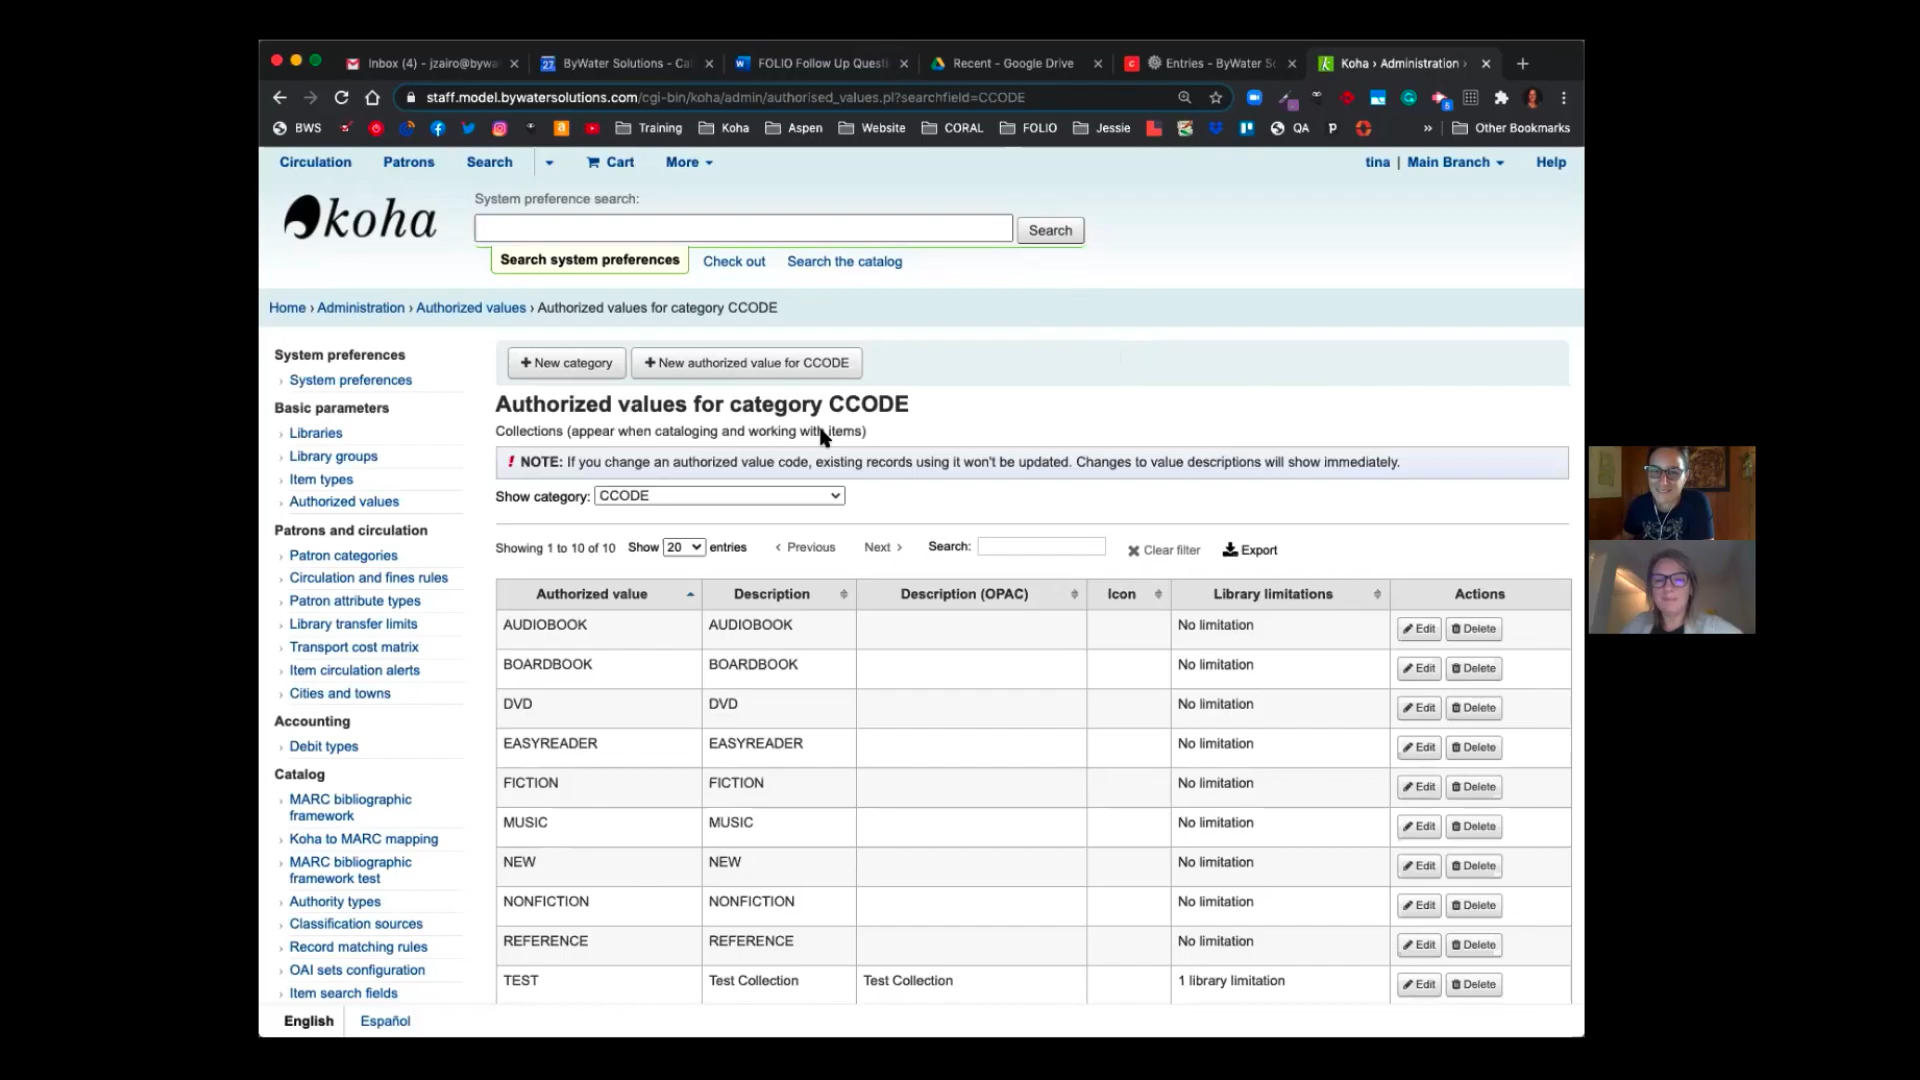 Inbox (4) - jzairo@bywa
ByWater Solutions - Ca
FOLIO Follow Up Questi
Recent - Google Drive
Entries - ByWater So
Koha › Administration ›
staff.model.bywatersolutions.com/cgi-bin/koha/admin/authorised_values.pl?searchfield=CCODE
BWS
Training
Koha
Aspen
Website
CORAL
FOLIO
Jessie
QA
»
Other Bookmarks
Circulation
Patrons
Search
Cart
More
tina | Main Branch
Help
koha
System preference search:
Search
Search system preferences
Check out
Search the catalog
Home › Administration › Authorized values › Authorized values for category CCODE
System preferences
System preferences
Basic parameters
Libraries
Library groups
Item types
Authorized values
Patrons and circulation
Patron categories
Circulation and fines rules
Patron attribute types
Library transfer limits
Transport cost matrix
Item circulation alerts
Cities and towns
Accounting
Debit types
Catalog
MARC bibliographic
framework
Koha to MARC mapping
MARC bibliographic
framework test
Authority types
Classification sources
Record matching rules
OAI sets configuration
Item search fields
+ New category
+ New authorized value for CCODE
Authorized values for category CCODE
Collections (appear when cataloging and working with items)
! NOTE: If you change an authorized value code, existing records using it won't be updated. Changes to value descriptions will show immediately.
Show category: CCODE
Showing 1 to 10 of 10 Show 20 entries ‹ Previous Next › Search: Clear filter Export
Authorized value Description Description (OPAC) Icon Library limitations Actions
AUDIOBOOK AUDIOBOOK No limitation Edit Delete
BOARDBOOK BOARDBOOK No limitation Edit Delete
DVD DVD No limitation Edit Delete
EASYREADER EASYREADER No limitation Edit Delete
FICTION FICTION No limitation Edit Delete
MUSIC MUSIC No limitation Edit Delete
NEW NEW No limitation Edit Delete
NONFICTION NONFICTION No limitation Edit Delete
REFERENCE REFERENCE No limitation Edit Delete
TEST Test Collection Test Collection 1 library limitation Edit Delete
English
Español